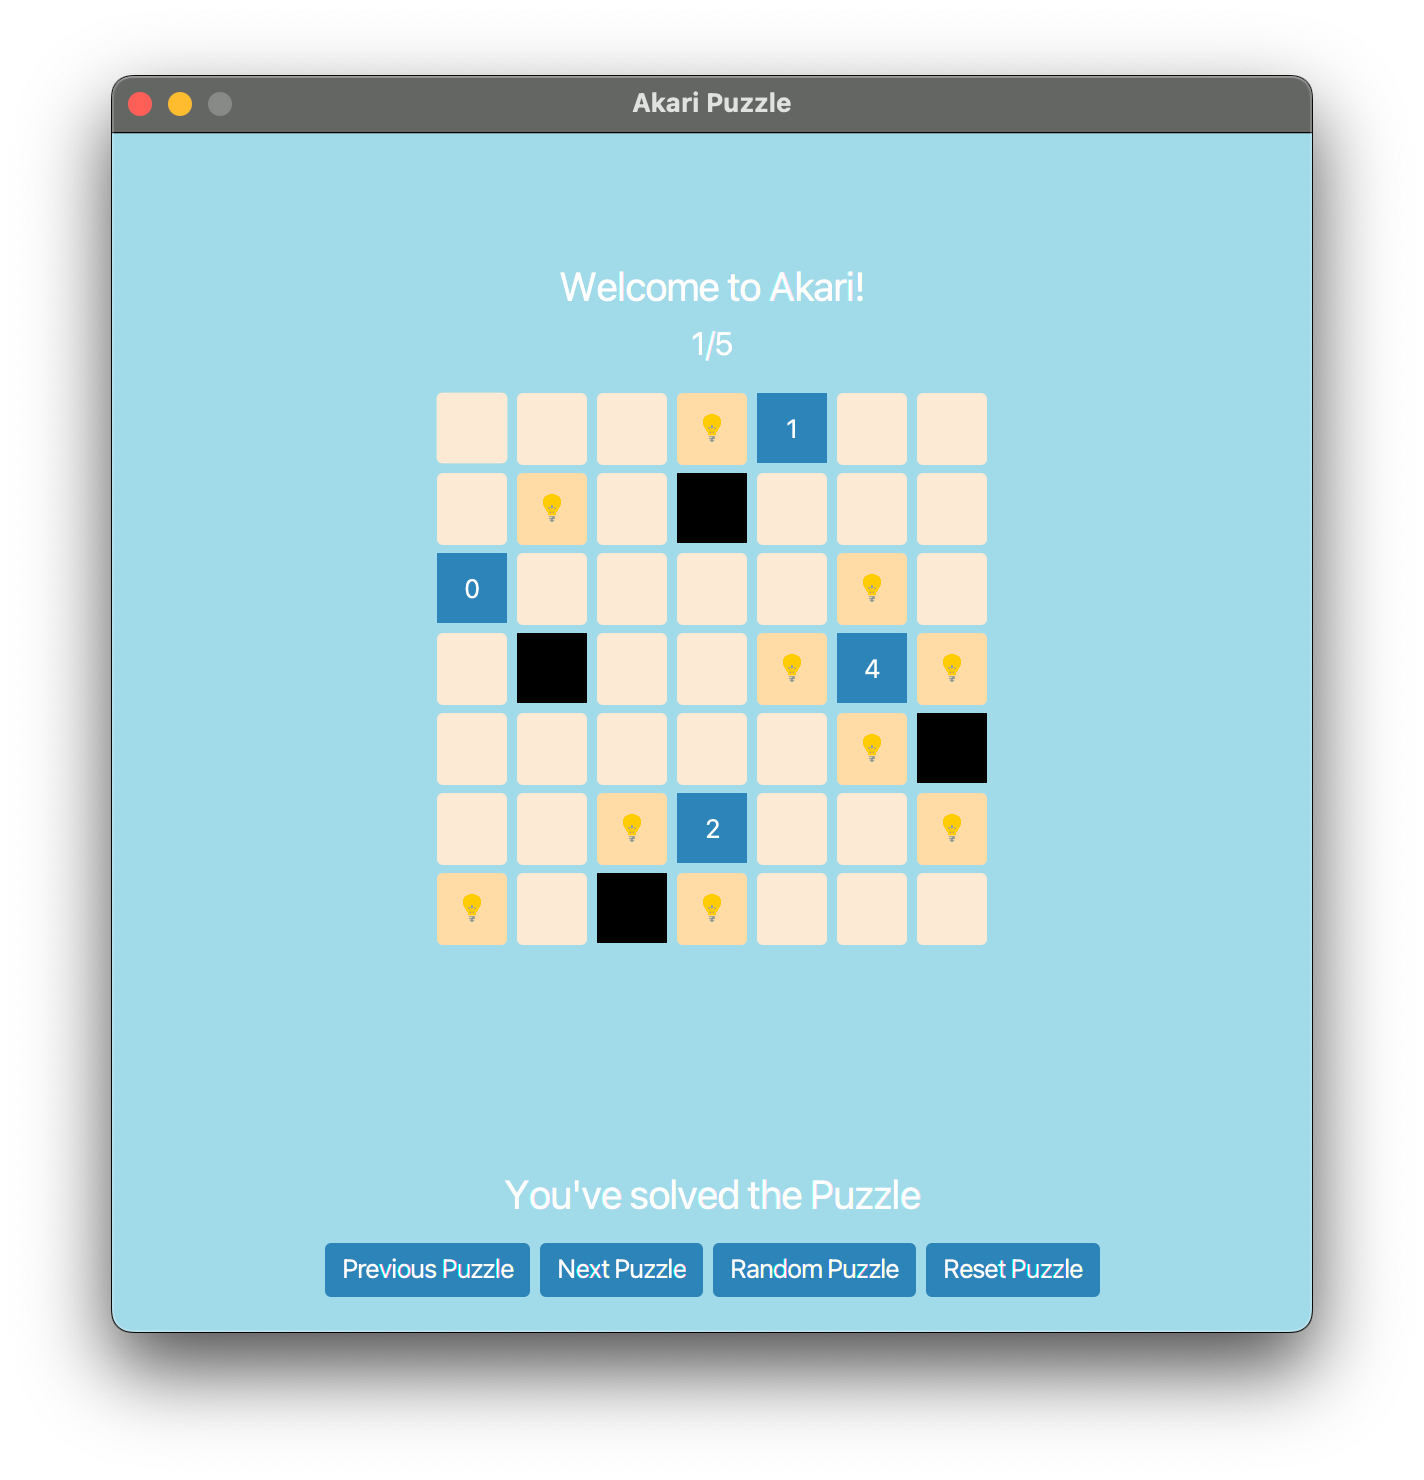 Akari Puzzle
Welcome to Akari!
1/5
1
0
4
2
You've solved the Puzzle
Previous Puzzle Next Puzzle Random Puzzle Reset Puzzle